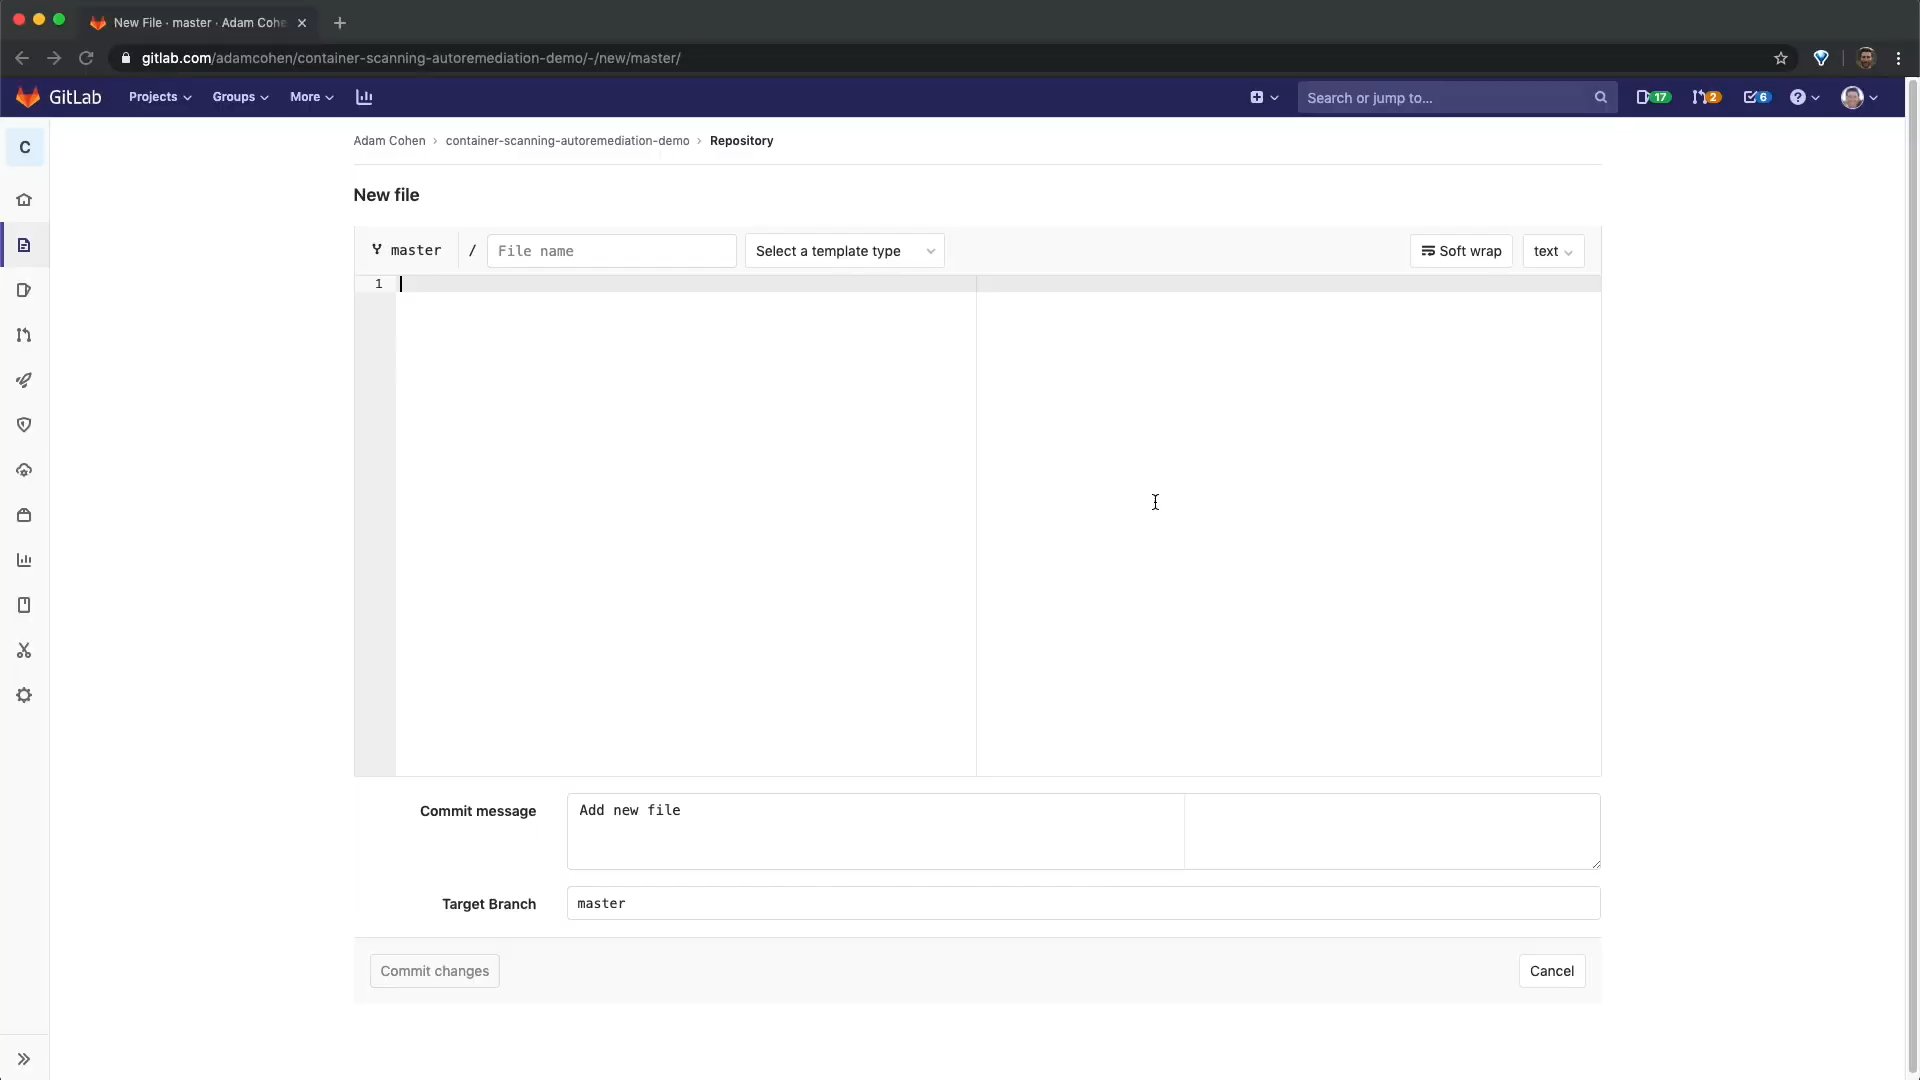 New File · master · Adam Cohe
gitlab.com/adamcohen/container-scanning-autoremediation-demo/-/new/master/
GitLab Projects Groups More Search or jump to... 17 2 6
C
Adam Cohen › container-scanning-autoremediation-demo › Repository
New file
master / File name Select a template type Soft wrap text
1
Commit message Add new file
Target Branch master
Commit changes Cancel